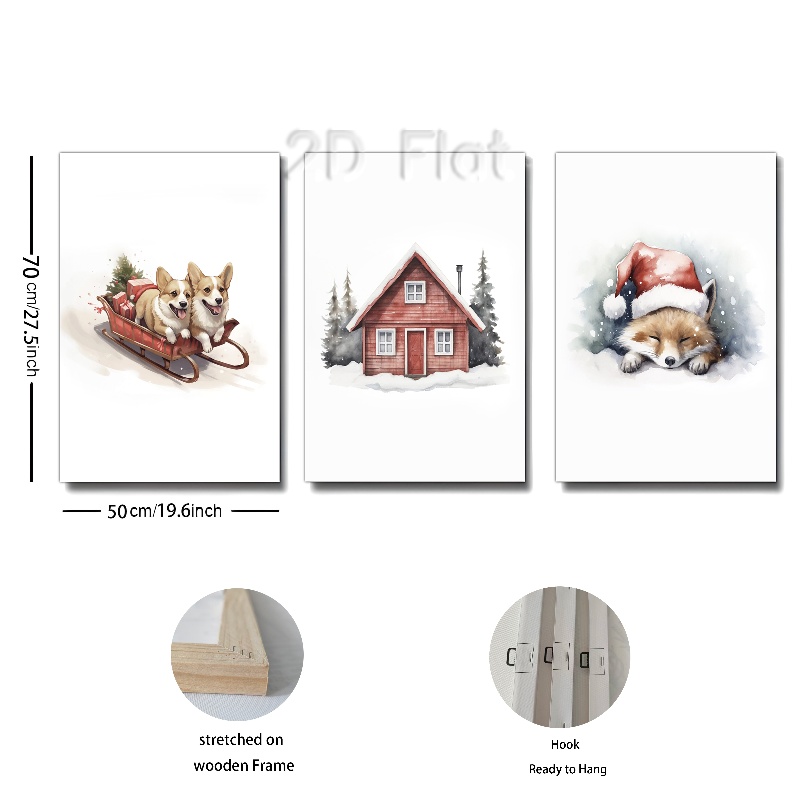 2D Flat
70 cm/27.5inch
50cm/19.6inch
stretched on
wooden Frame
Hook
Ready to Hang